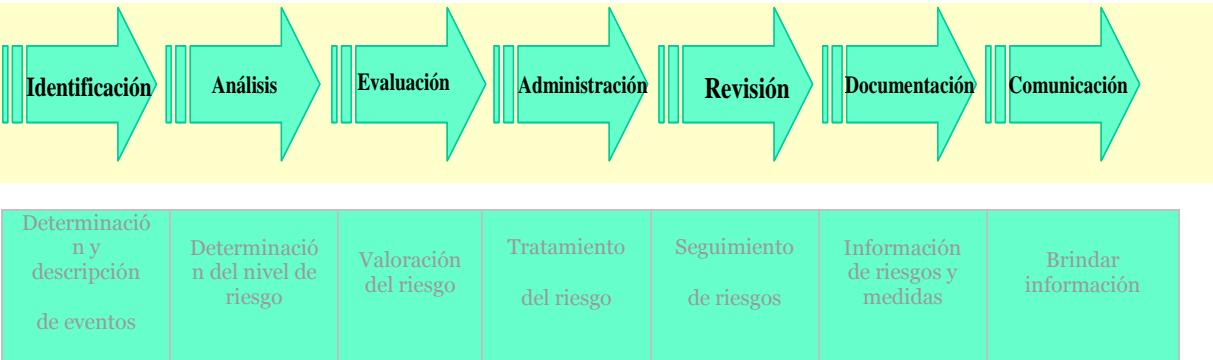 Identificación
Análisis
Evaluación
Administración
Revisión
Documentación
Comunicación
Determinació
n y
descripción
de eventos
Determinació
n del nivel de
riesgo
Valoración
del riesgo
Tratamiento
del riesgo
Seguimiento
de riesgos
Información
de riesgos y
medidas
Brindar
información